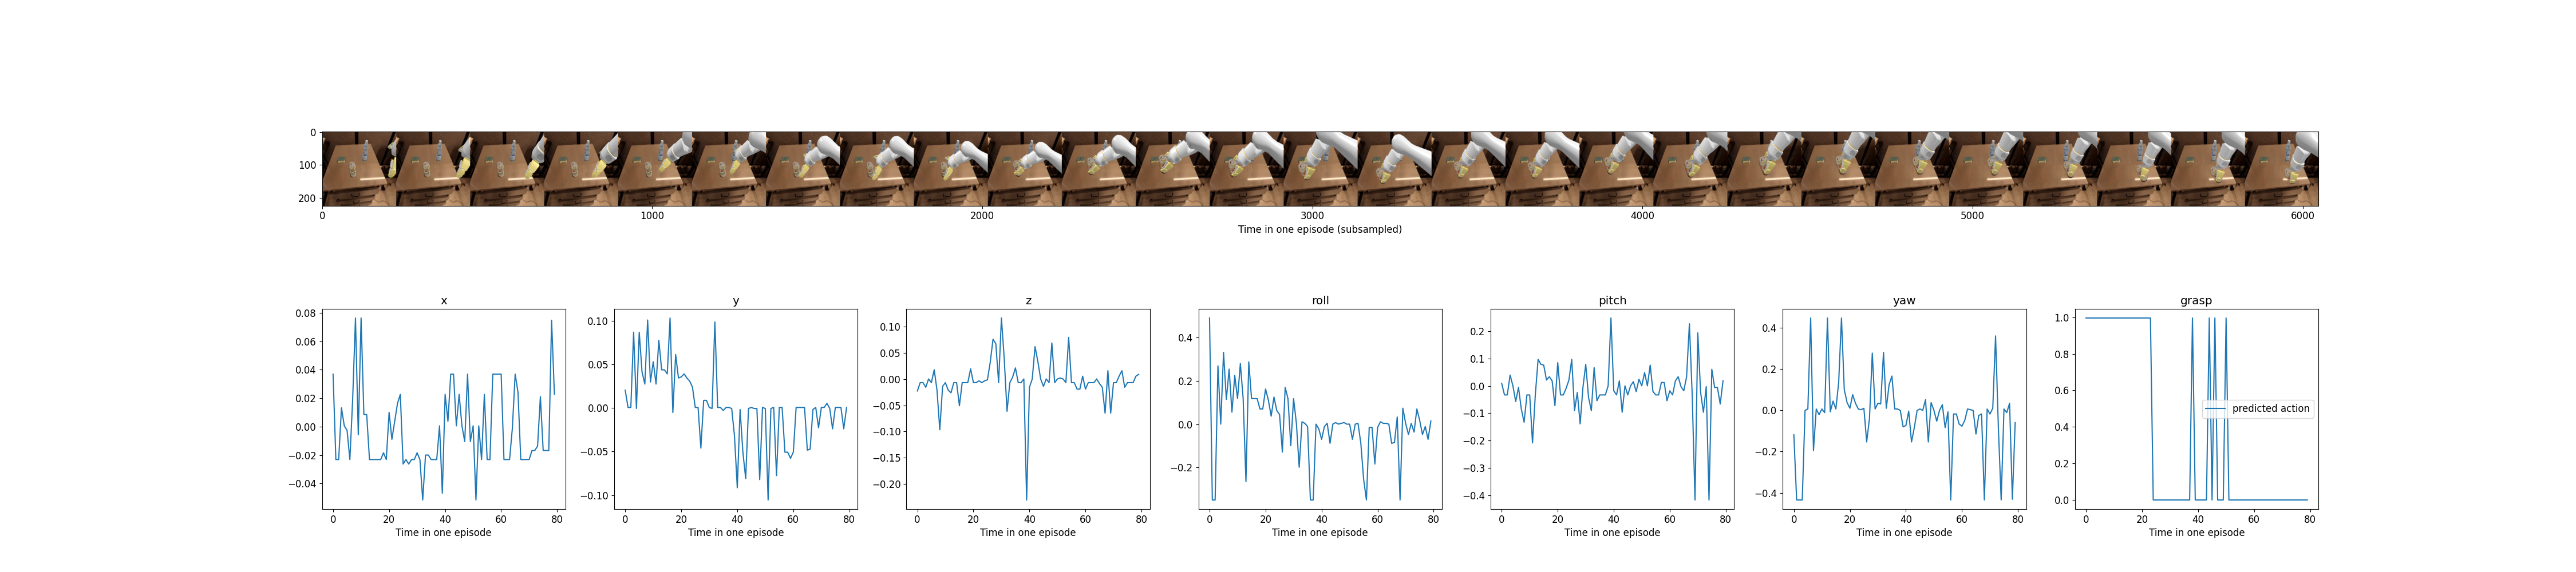 0
100
200
0 1000 2000 3000 4000 5000 6000
Time in one episode (subsampled)
x
0.08
0.06
0.04
0.02
0.00
−0.02
−0.04
0 20 40 60 80
Time in one episode
y
0.10
0.05
0.00
−0.05
−0.10
0 20 40 60 80
Time in one episode
z
0.10
0.05
0.00
−0.05
−0.10
−0.15
−0.20
0 20 40 60 80
Time in one episode
roll
0.4
0.2
0.0
−0.2
0 20 40 60 80
Time in one episode
pitch
0.2
0.1
0.0
−0.1
−0.2
−0.3
−0.4
0 20 40 60 80
Time in one episode
yaw
0.4
0.2
0.0
−0.2
−0.4
0 20 40 60 80
Time in one episode
grasp
1.0
0.8
0.6
0.4
0.2
0.0
predicted action
0 20 40 60 80
Time in one episode